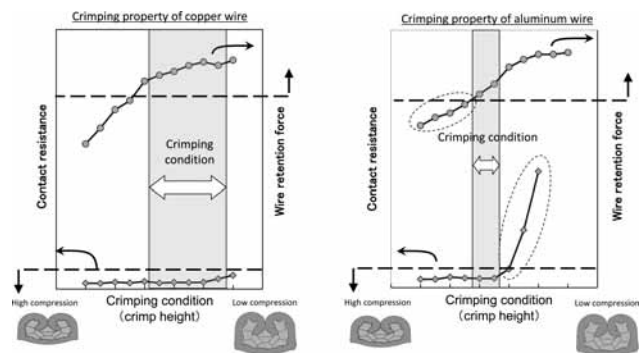 Crimping property of copper wire
Contact resistance
Wire retention force
Crimping
condition
High compression
Crimping condition
(crimp height)
Low compression
Crimping property of aluminum wire
Contact resistance
Wire retention force
Crimping
condition
High compression
Crimping condition
(crimp height)
Low compression